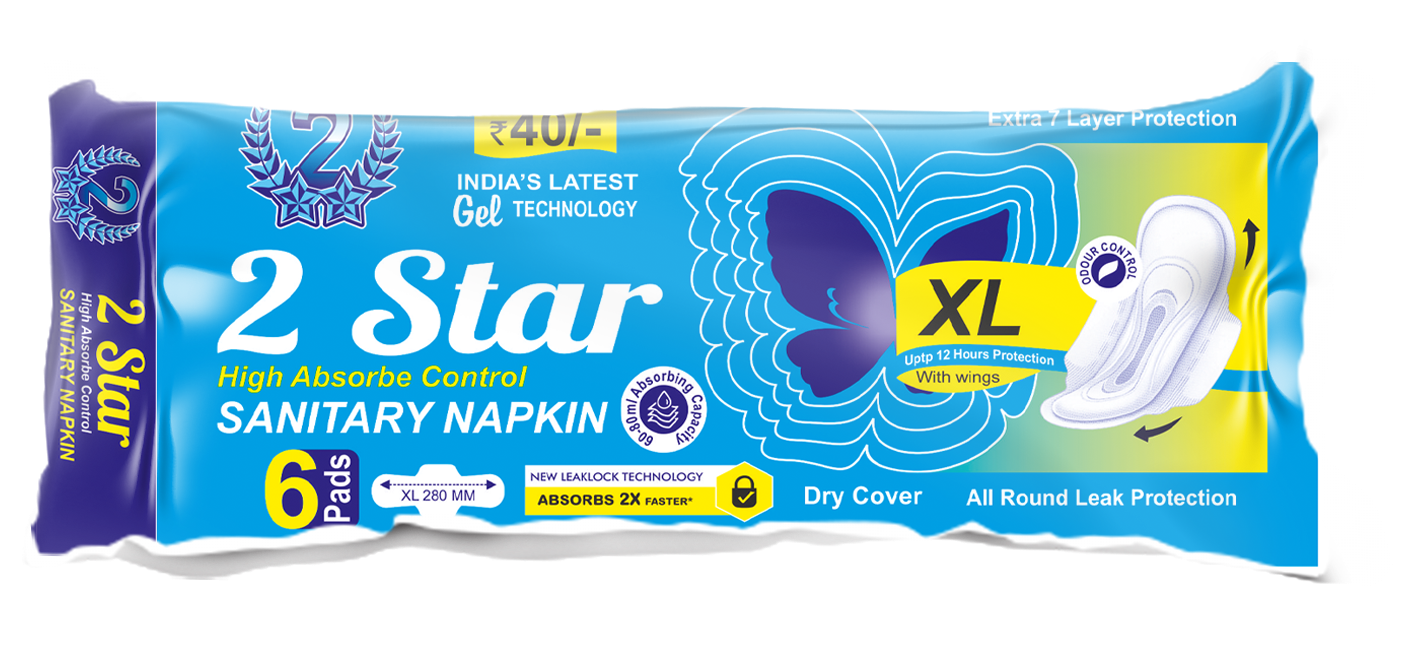 2
2 Star
High Absorbe Control
SANITARY NAPKIN
2
₹40/-
INDIA'S LATEST
Gel TECHNOLOGY
2 Star
High Absorbe Control
SANITARY NAPKIN
60-80ml Absorbing Capacity
6 Pads
XL 280 MM
NEW LEAKLOCK TECHNOLOGY
ABSORBS 2X FASTER*
Extra 7 Layer Protection
ODOUR CONTROL
XL
Uptp 12 Hours Protection
With wings
Dry Cover
All Round Leak Protection